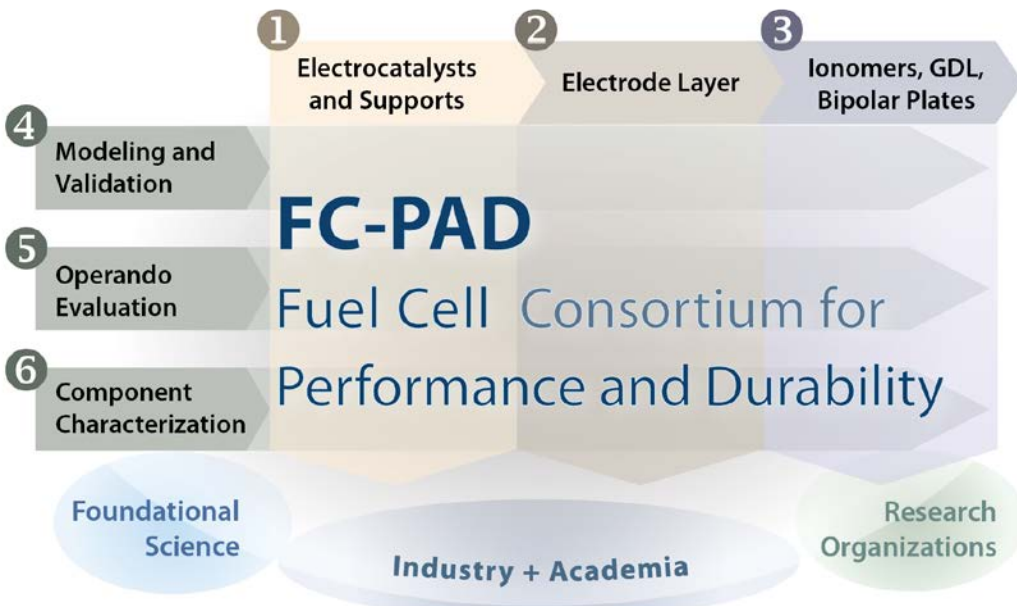 1
Electrocatalysts
and Supports
2
Electrode Layer
3
Ionomers, GDL,
Bipolar Plates
4
Modeling and
Validation
5
Operando
Evaluation
6
Component
Characterization
FC-PAD
Fuel Cell Consortium for
Performance and Durability
Foundational
Science
Industry + Academia
Research
Organizations